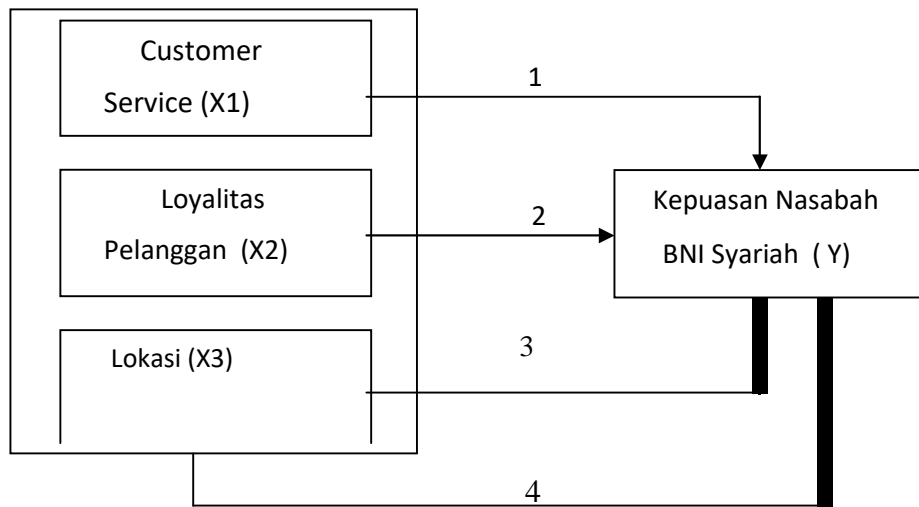 Customer
Service (X1)
1
Loyalitas
Pelanggan (X2)
2
Kepuasan Nasabah
BNI Syariah ( Y)
Lokasi (X3)
3
4